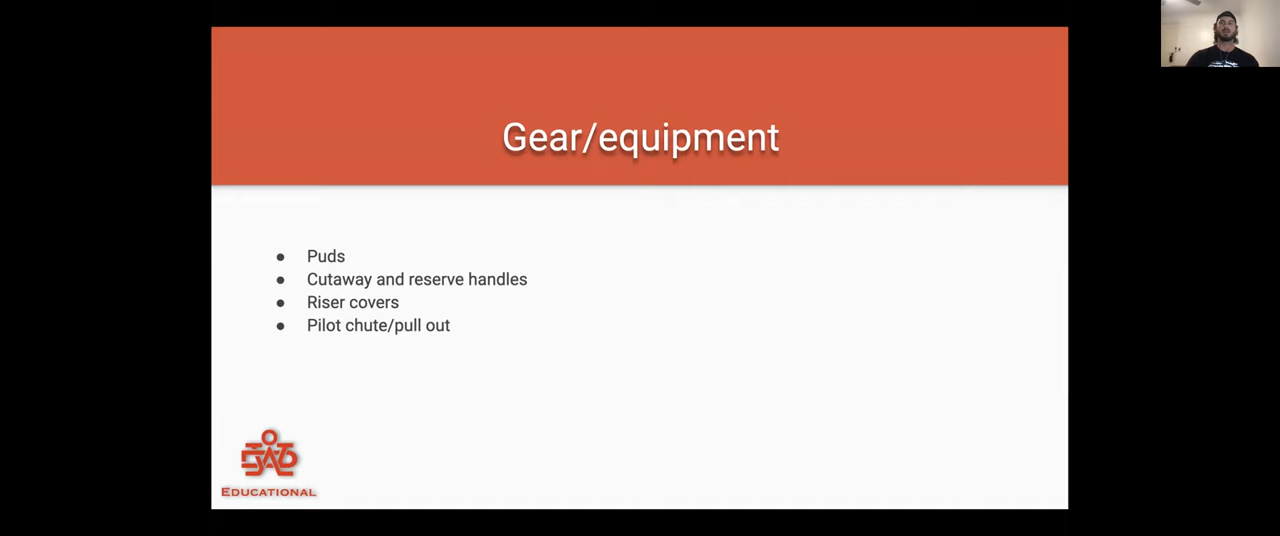 Gear/equipment
● Puds
● Cutaway and reserve handles
● Riser covers
● Pilot chute/pull out
EDUCATIONAL